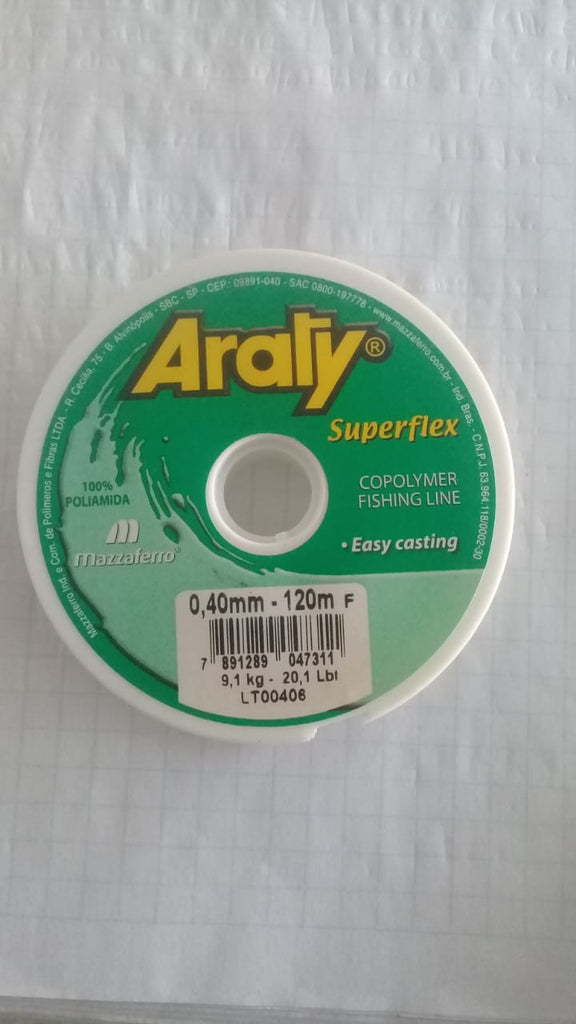 Mazzaferro Ind. e Com. de Polímeros e Fibras LTDA. - R. Cecília, 75 - B. Alvinópolis - SBC - SP - CEP.: 09891-040 - SAC 0800-197778 - www.mazzaferro.com.br - Ind. Bras. - C.N.P.J. 63.964.118/0002-30
Araty®
Superflex
100%
POLIAMIDA
COPOLYMER
FISHING LINE
mazzaferro®
• Easy casting
0,40mm - 120m F
7 891289 047311
9,1 kg - 20,1 Lbt
LT00406